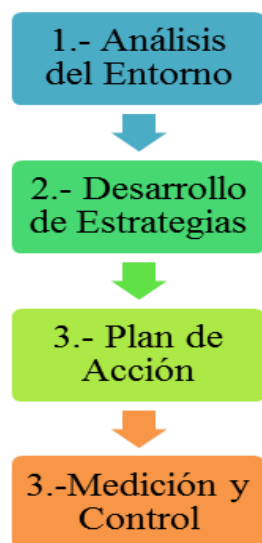 1.- Análisis
del Entorno
2.- Desarrollo
de Estrategias
3.- Plan de
Acción
3.-Medición y
Control